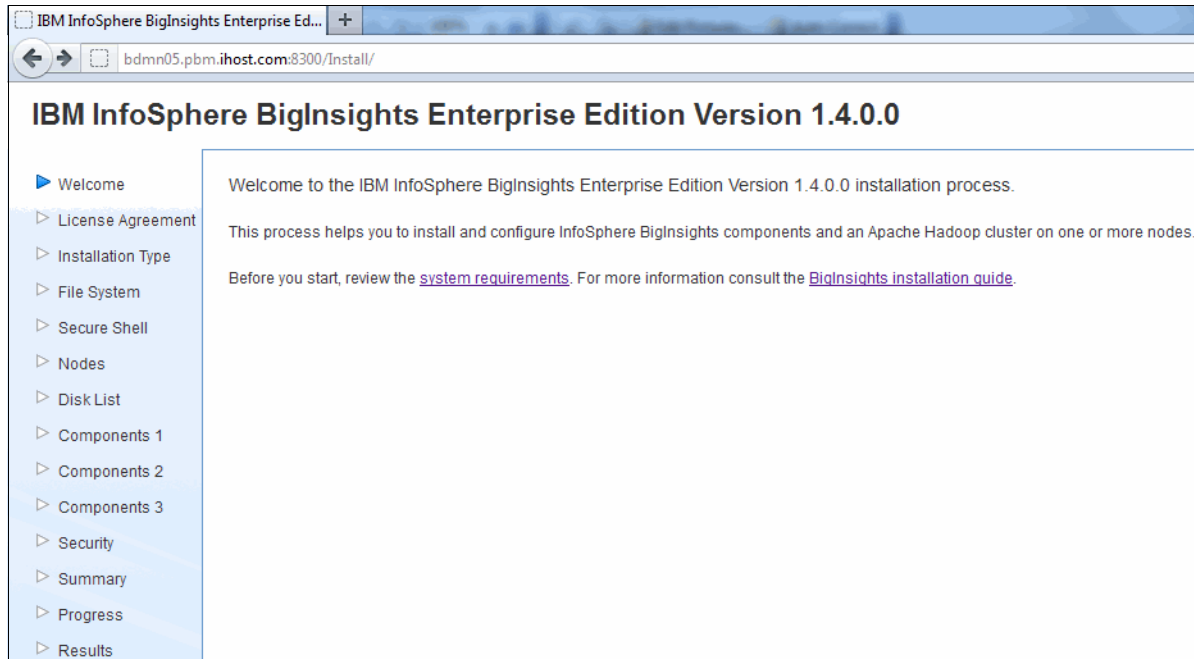 IBM InfoSphere BigInsights Enterprise Ed...
bdmn05.pbm.ihost.com:8300/Install/
IBM InfoSphere BigInsights Enterprise Edition Version 1.4.0.0
Welcome
License Agreement
Installation Type
File System
Secure Shell
Nodes
Disk List
Components 1
Components 2
Components 3
Security
Summary
Progress
Results
Welcome to the IBM InfoSphere BigInsights Enterprise Edition Version 1.4.0.0 installation process.
This process helps you to install and configure InfoSphere BigInsights components and an Apache Hadoop cluster on one or more nodes.
Before you start, review the system requirements. For more information consult the BigInsights installation guide.